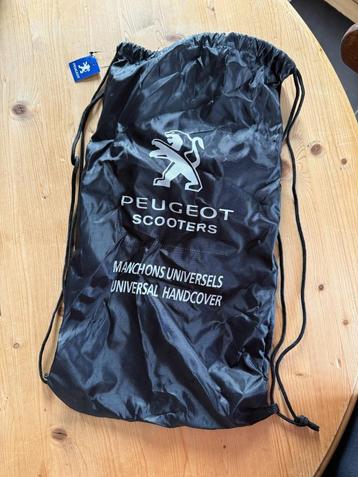 PEUGEOT
SCOOTERS
MANCHONS UNIVERSELS
UNIVERSAL HANDCOVER